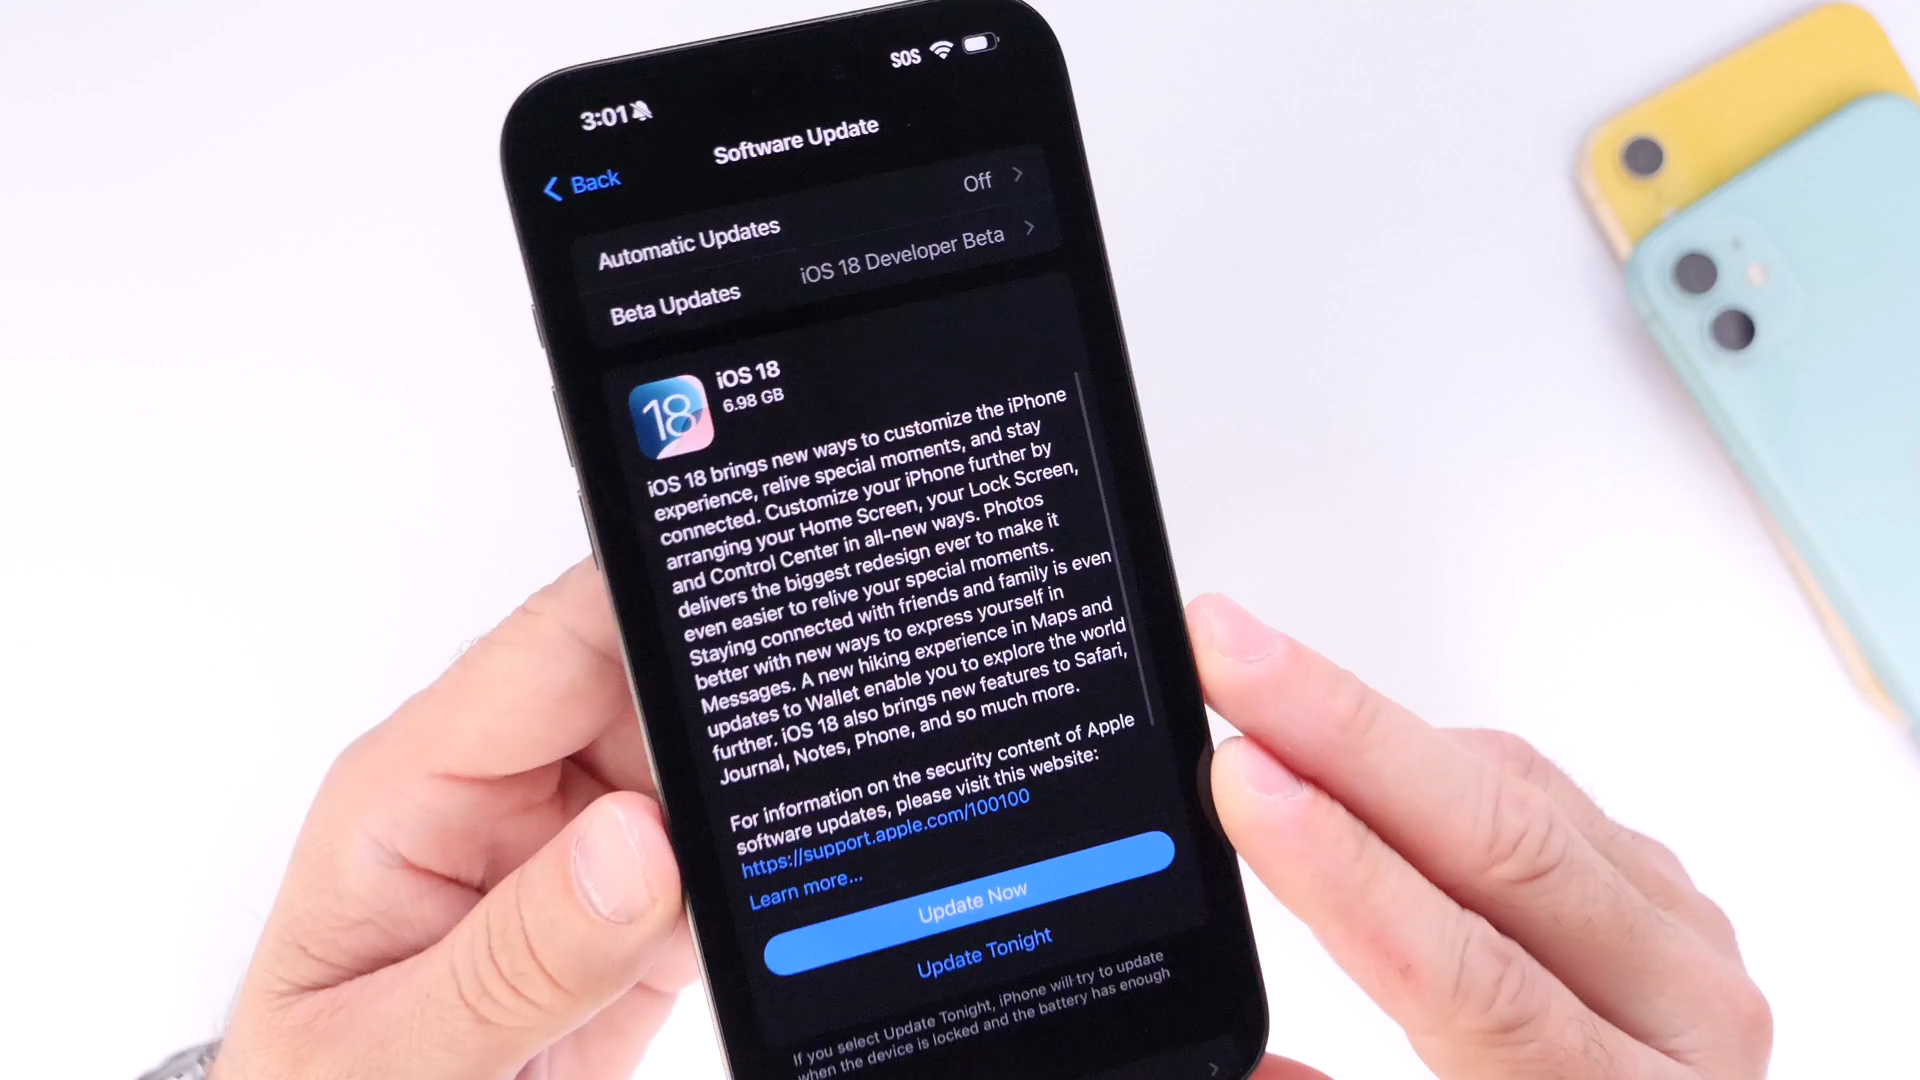 3:01
SOS
Back
Software Update
Automatic Updates Off
Beta Updates iOS 18 Developer Beta
18
iOS 18
6.98 GB
iOS 18 brings new ways to customize the iPhone
experience, relive special moments, and stay
connected. Customize your iPhone further by
arranging your Home Screen, your Lock Screen,
and Control Center in all-new ways. Photos
delivers the biggest redesign ever to make it
even easier to relive your special moments.
Staying connected with friends and family is even
better with new ways to express yourself in
Messages. A new hiking experience in Maps and
updates to Wallet enable you to explore the world
further. iOS 18 also brings new features to Safari,
Journal, Notes, Phone, and so much more.
For information on the security content of Apple
software updates, please visit this website:
https://support.apple.com/100100
Learn more...
Update Now
Update Tonight
If you select Update Tonight, iPhone will try to update
when the device is locked and the battery has enough